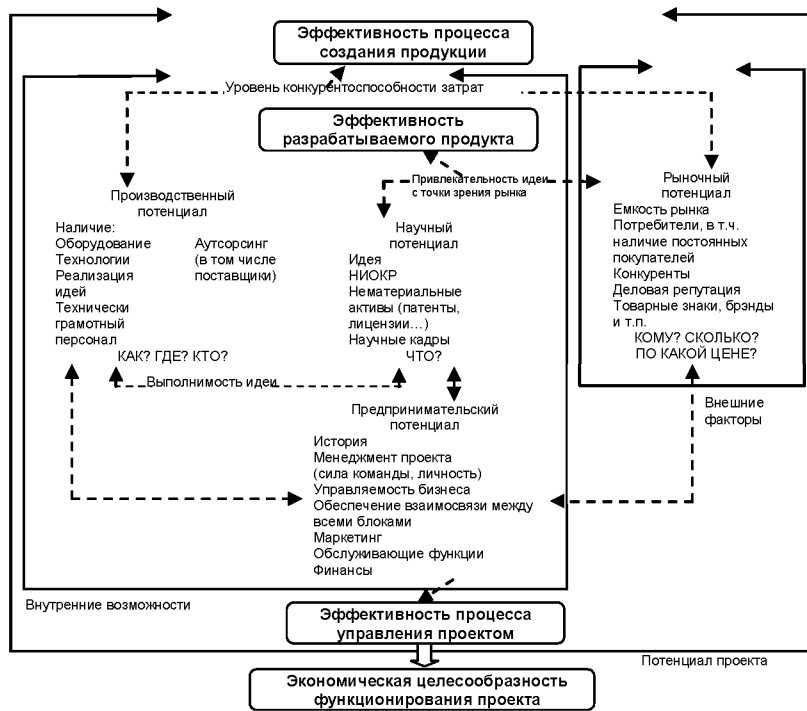 Эффективность процесса
создания продукции
Уровень конкурентоспособности затрат
Эффективность
разрабатываемого продукта
Привлекательность идеи
с точки зрения рынка
Производственный
потенциал
Наличие:
Оборудование
Технологии
Реализация
идей
Технически
грамотный
персонал
Аутсорсинг
(в том числе
поставщики)
КАК? ГДЕ? КТО?
Научный
потенциал
Идея
НИОКР
Нематериальные
активы (патенты,
лицензии…)
Научные кадры
ЧТО?
Рыночный
потенциал
Емкость рынка
Потребители, в т.ч.
наличие постоянных
покупателей
Конкуренты
Деловая репутация
Товарные знаки, брэнды
и т.п.
КОМУ? СКОЛЬКО?
ПО КАКОЙ ЦЕНЕ?
Выполнимость идеи
Внешние
факторы
Предпринимательский
потенциал
История
Менеджмент проекта
(сила команды, личность)
Управляемость бизнеса
Обеспечение взаимосвязи между
всеми блоками
Маркетинг
Обслуживающие функции
Финансы
Внутренние возможности
Эффективность процесса
управления проектом
Потенциал проекта
Экономическая целесообразность
функционирования проекта